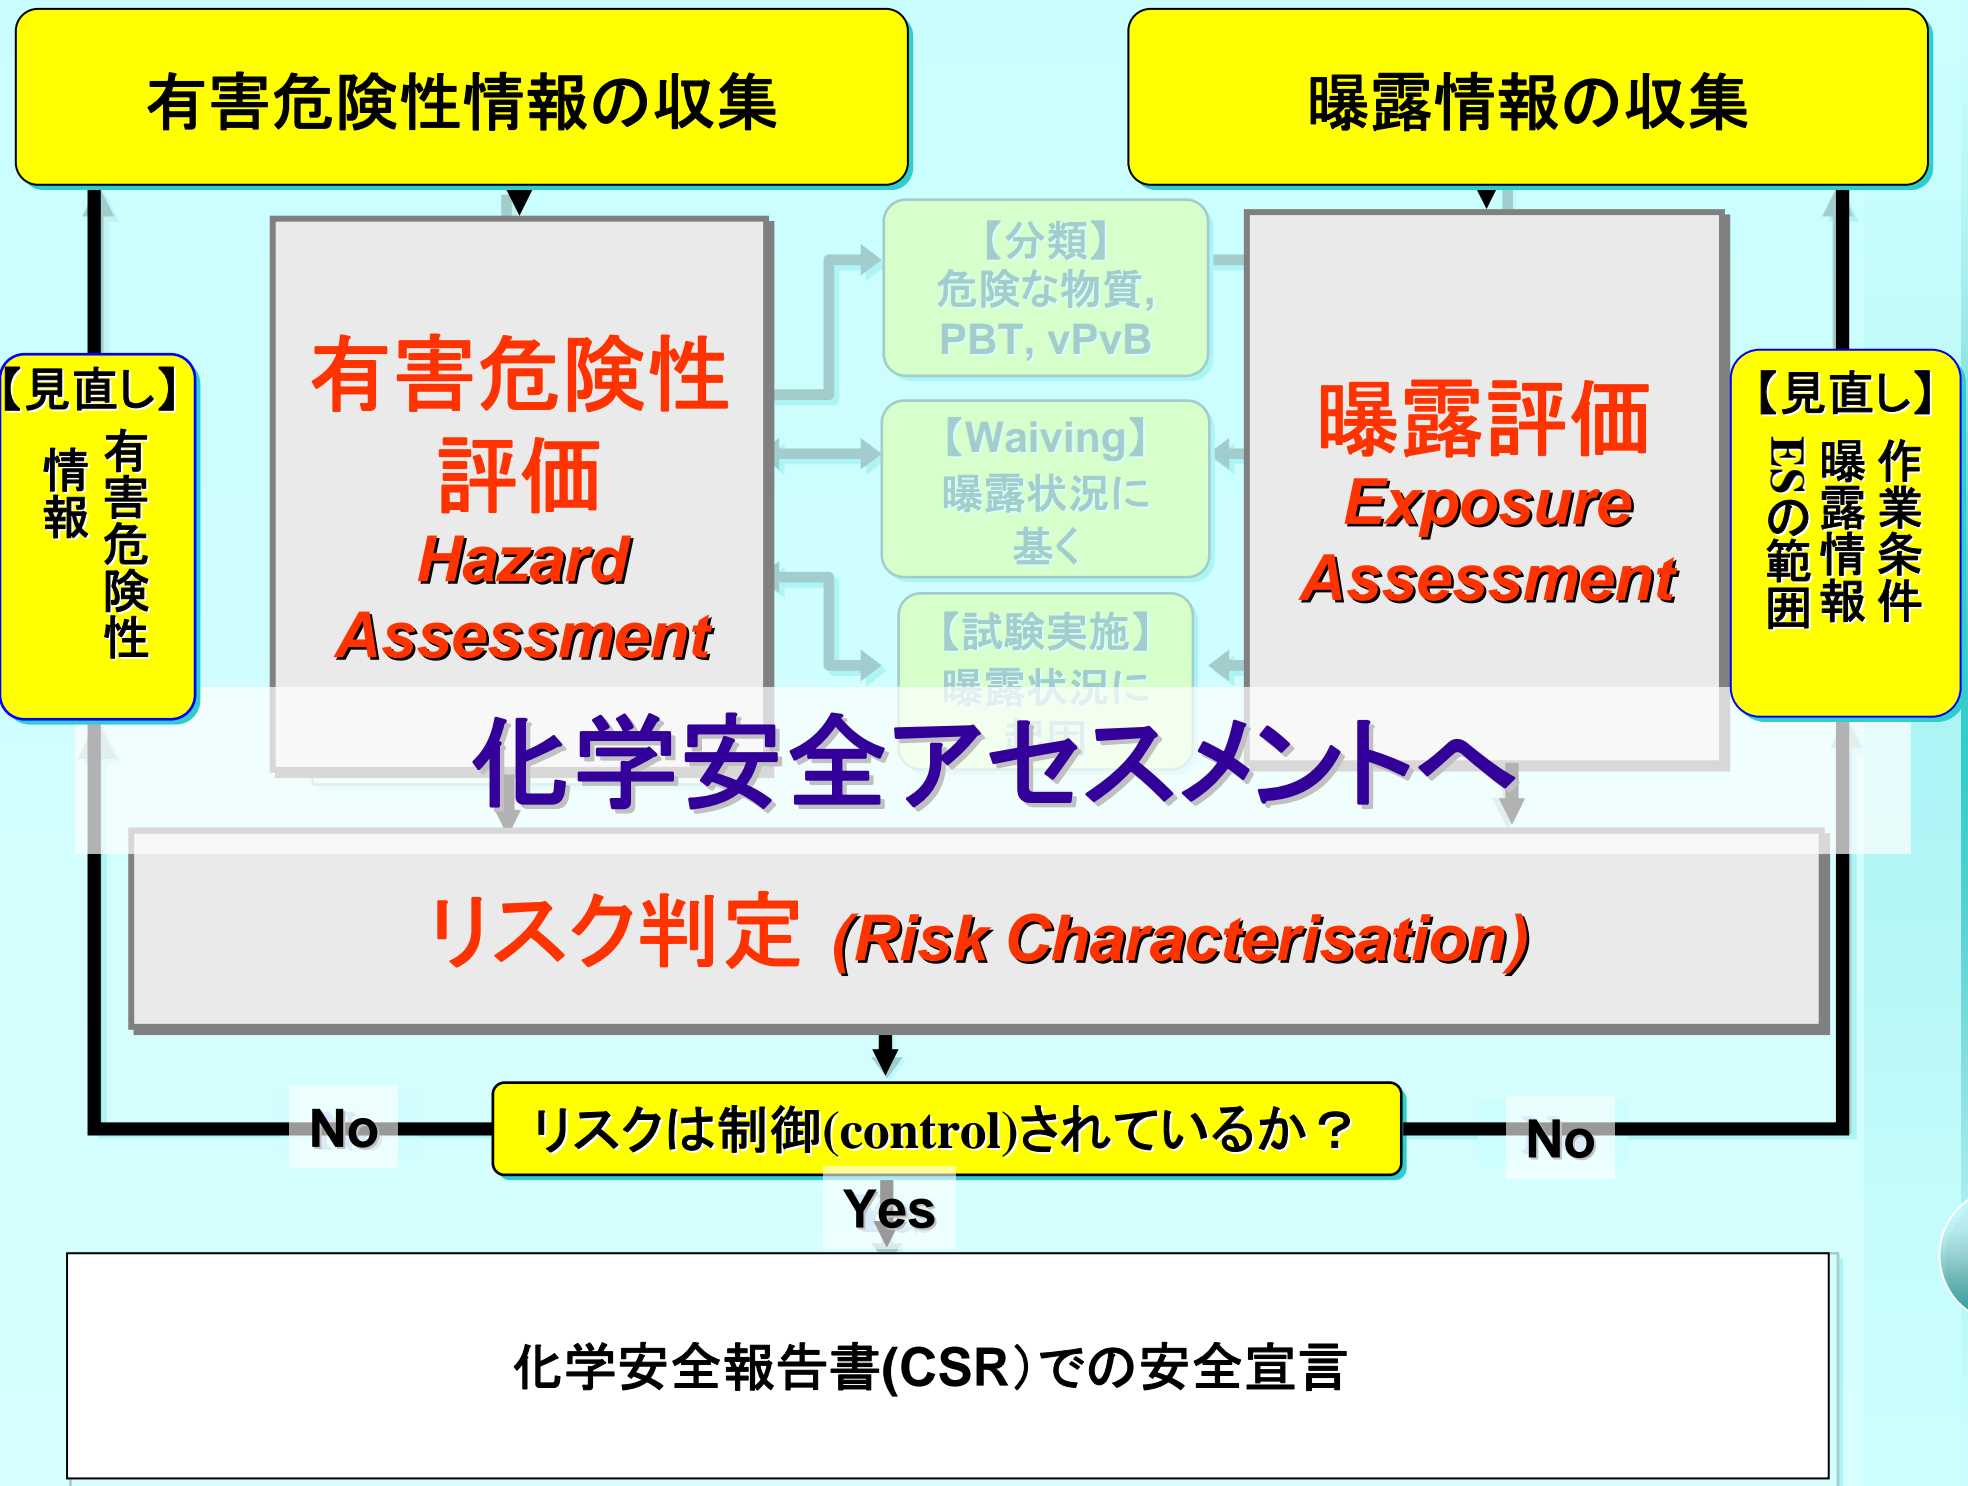 有害危険性情報の収集
曝露情報の収集
【分類】
危険な物質,
PBT, vPvB
有害危険性
評価
Hazard
Assessment
曝露評価
Exposure
Assessment
【見直し】
有害危険性
情報
【Waiving】
曝露状況に
基く
【見直し】
作業条件
曝露情報
ESの範囲
【試験実施】
曝露状況に
化学安全アセスメントへ
リスク判定 (Risk Characterisation)
No
リスクは制御(control)されているか？
No
Yes
化学安全報告書(CSR）での安全宣言